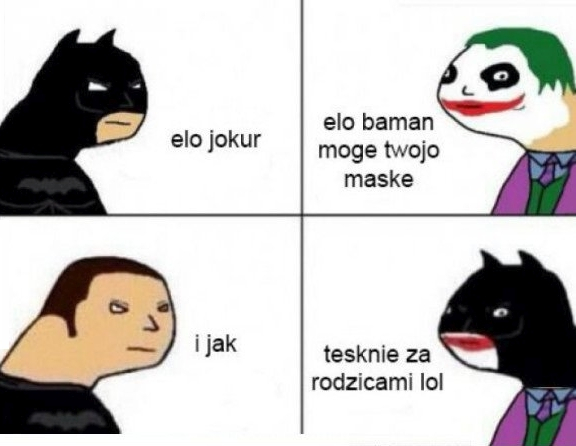 elo jokur
elo baman
moge twojo
maske
i jak
tesknie za
rodzicami lol